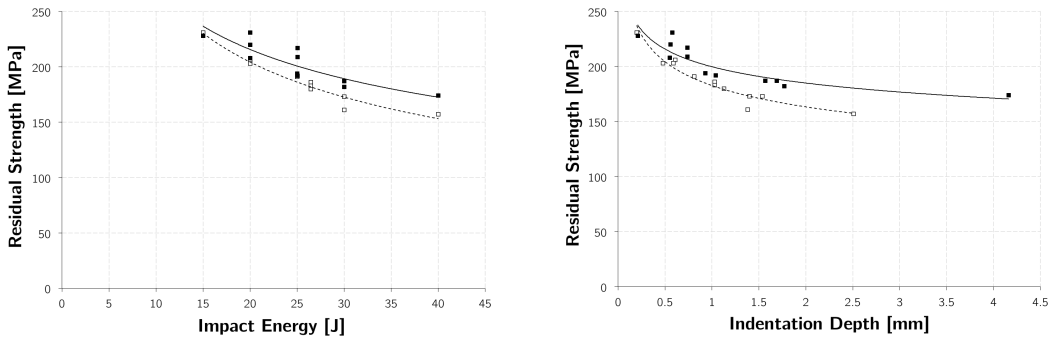 250
200
150
100
50
0
0 5 10 15 20 25 30 35 40 45
Residual Strength [MPa]
Impact Energy [J]
250
200
150
100
50
0
0 0.5 1 1.5 2 2.5 3 3.5 4 4.5
Residual Strength [MPa]
Indentation Depth [mm]